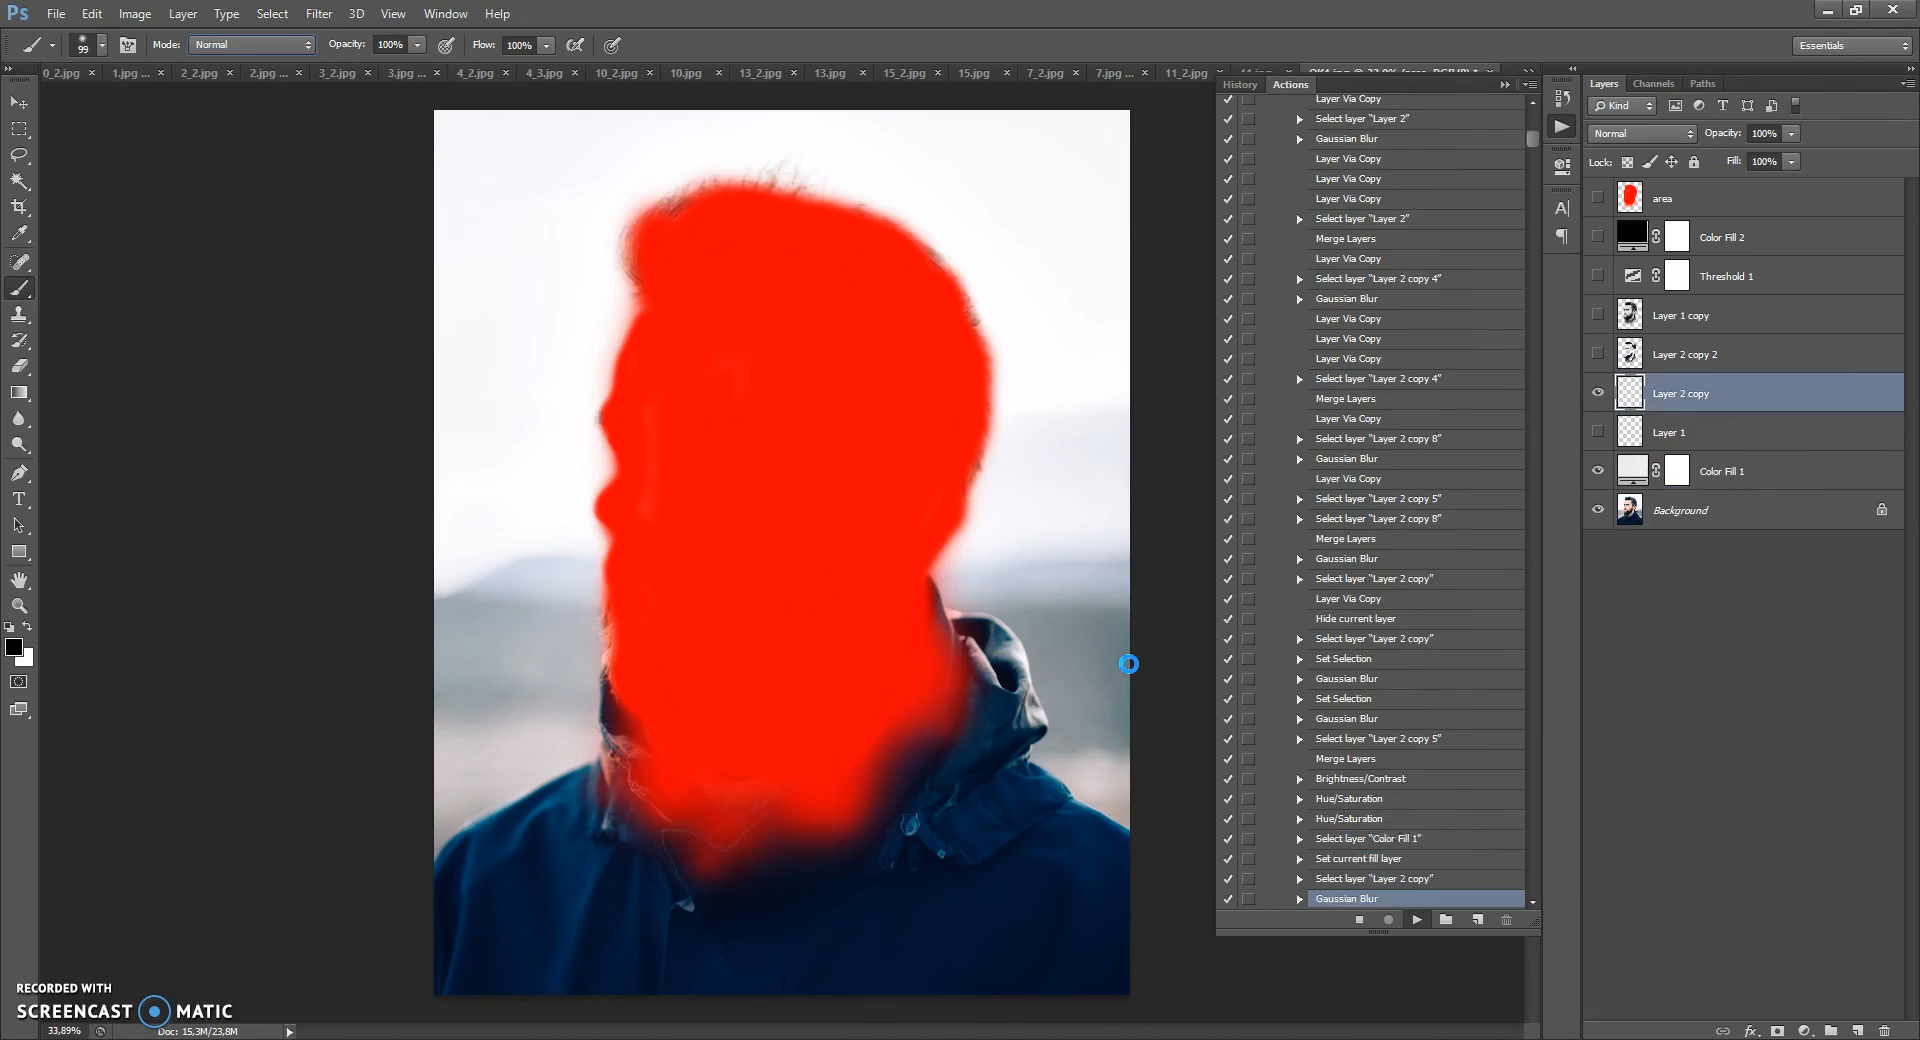 Ps File Edit Image Layer Type Select Filter 3D View Window Help
99 Mode: Normal Opacity: 100% Flow: 100% Essentials
0_2.jpg × 1.jpg ... × 2_2.jpg × 2.jpg ... × 3_2.jpg × 3.jpg ... × 4_2.jpg × 4_3.jpg × 10_2.jpg × 10.jpg × 13_2.jpg × 13.jpg × 15_2.jpg × 15.jpg × 7_2.jpg × 7.jpg ... × 11_2.jpg ×
History Actions
Layer Via Copy
Select layer “Layer 2”
Gaussian Blur
Layer Via Copy
Layer Via Copy
Layer Via Copy
Select layer “Layer 2”
Merge Layers
Layer Via Copy
Select layer “Layer 2 copy 4”
Gaussian Blur
Layer Via Copy
Layer Via Copy
Layer Via Copy
Select layer “Layer 2 copy 4”
Merge Layers
Layer Via Copy
Select layer “Layer 2 copy 8”
Gaussian Blur
Layer Via Copy
Select layer “Layer 2 copy 5”
Select layer “Layer 2 copy 8”
Merge Layers
Gaussian Blur
Select layer “Layer 2 copy”
Layer Via Copy
Hide current layer
Select layer “Layer 2 copy”
Set Selection
Gaussian Blur
Set Selection
Gaussian Blur
Select layer “Layer 2 copy 5”
Merge Layers
Brightness/Contrast
Hue/Saturation
Hue/Saturation
Select layer “Color Fill 1”
Set current fill layer
Select layer “Layer 2 copy”
Gaussian Blur
Layers Channels Paths
Kind
Normal Opacity: 100%
Lock: Fill: 100%
area
Color Fill 2
Threshold 1
Layer 1 copy
Layer 2 copy 2
Layer 2 copy
Layer 1
Color Fill 1
Background
RECORDED WITH
SCREENCAST MATIC
33,89% Doc: 15,3M/23,8M